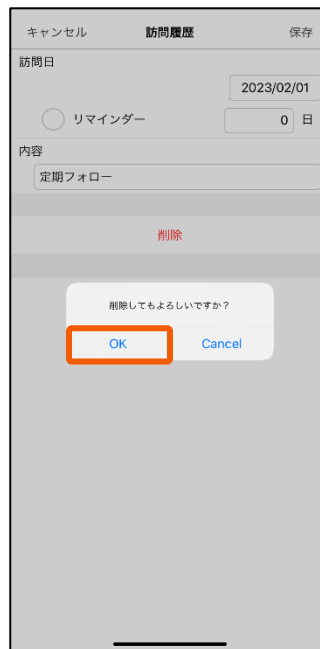 キャンセル 訪問履歴 保存
訪問日
2023/02/01
リマインダー 0 日
内容
定期フォロー
削除
削除してもよろしいですか？
OK Cancel